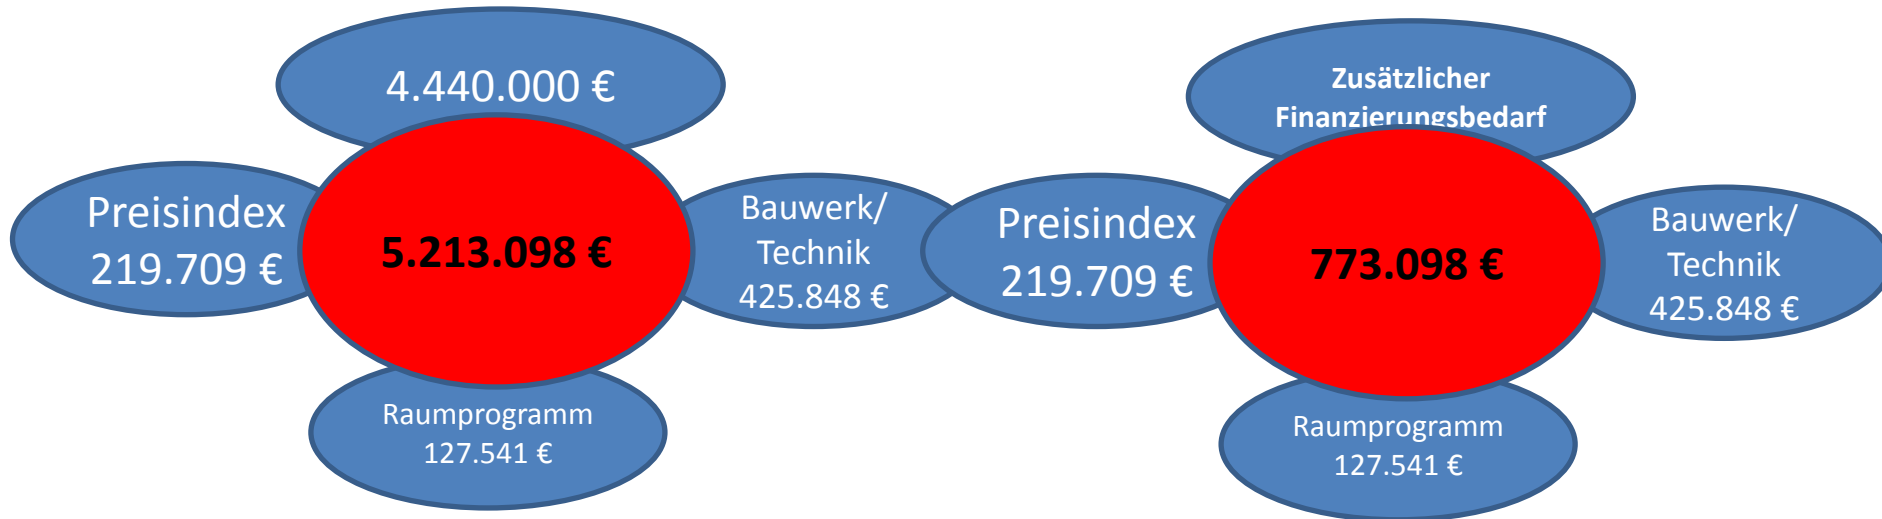 4.440.000 €
Preisindex
219.709 €
5.213.098 €
Bauwerk/
Technik
425.848 €
Raumprogramm
127.541 €
Zusätzlicher
Finanzierungsbedarf
Preisindex
219.709 €
773.098 €
Bauwerk/
Technik
425.848 €
Raumprogramm
127.541 €